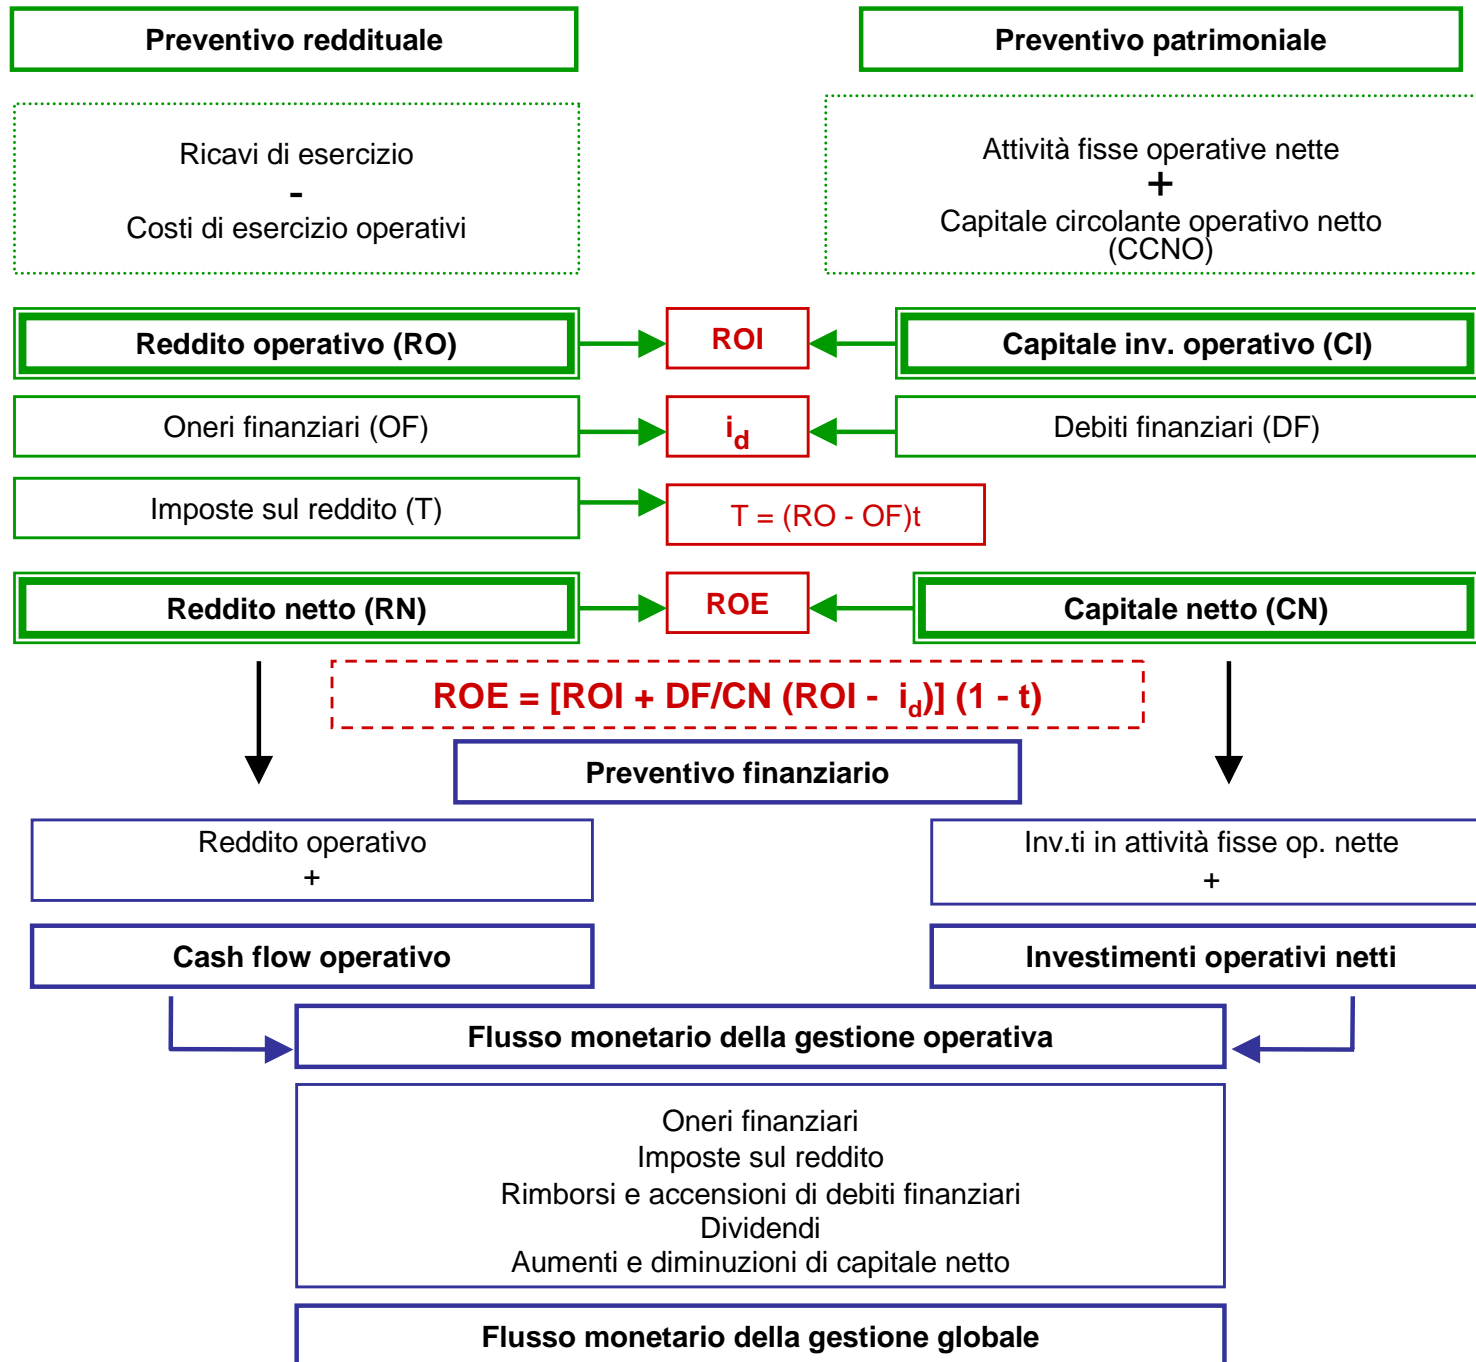 Preventivo reddituale
Preventivo patrimoniale
Ricavi di esercizio
-
Costi di esercizio operativi
Attività fisse operative nette
+
Capitale circolante operativo netto
(CCNO)
Reddito operativo (RO)
ROI
Capitale inv. operativo (CI)
Oneri finanziari (OF)
i_d
Debiti finanziari (DF)
Imposte sul reddito (T)
T = (RO - OF)t
Reddito netto (RN)
ROE
Capitale netto (CN)
ROE = [ROI + DF/CN (ROI - i_d)] (1 - t)
Preventivo finanziario
Reddito operativo
+
Inv.ti in attività fisse op. nette
+
Cash flow operativo
Investimenti operativi netti
Flusso monetario della gestione operativa
Oneri finanziari
Imposte sul reddito
Rimborsi e accensioni di debiti finanziari
Dividendi
Aumenti e diminuzioni di capitale netto
Flusso monetario della gestione globale